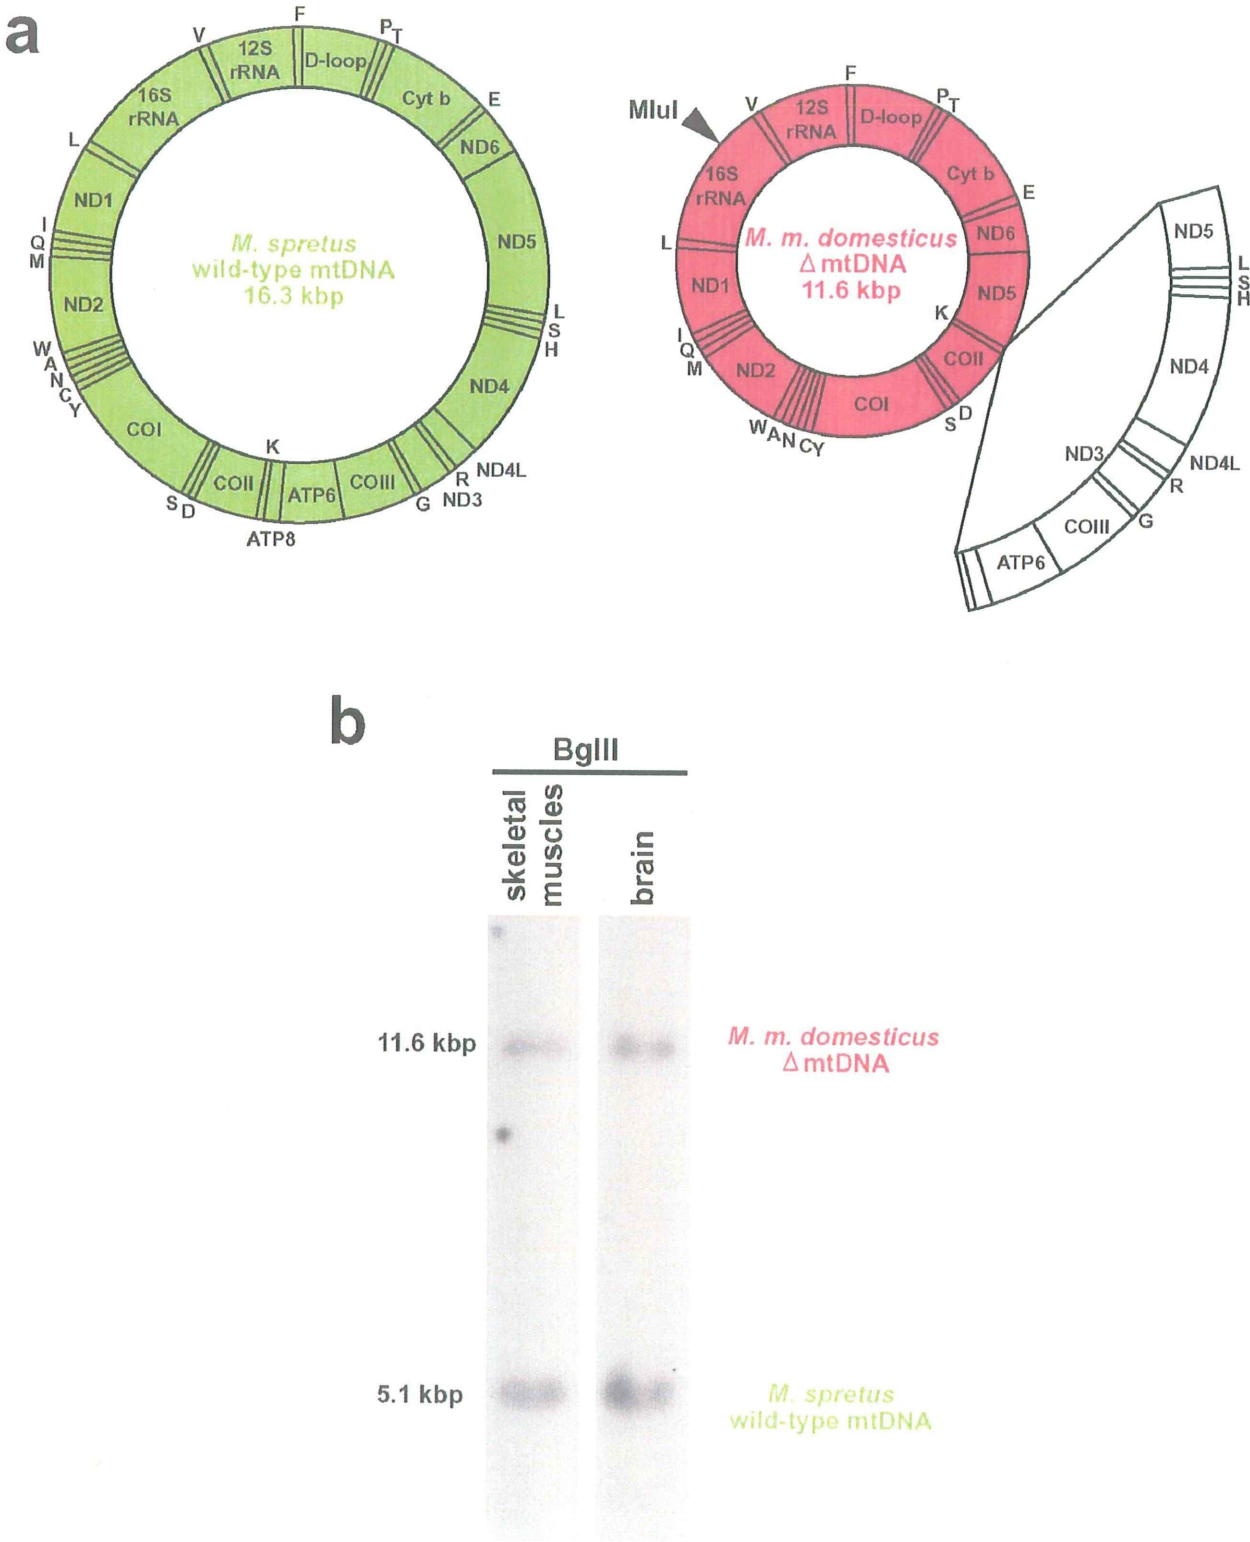 a
F
V
P
T
12S
rRNA
D-loop
Cyt b
E
16S
rRNA
ND6
L
ND1
ND5
I
Q
M
M. spretus
wild-type mtDNA
16.3 kbp
ND2
L
S
H
W
A
N
C
Y
ND4
COI
K
COII
ATP6
COIII
S
D
G
R
ND4L
ND3
ATP8
MluI
F
V
P
T
12S
rRNA
D-loop
16S
rRNA
Cyt b
E
L
ND6
M. m. domesticus
Δ mtDNA
11.6 kbp
ND1
ND5
K
I
Q
M
COII
ND2
COI
W
A
N
C
Y
S
D
ND5
L
S
H
ND4
ND3
ND4L
R
COIII
G
ATP6
b
BglII
skeletal
muscles
brain
11.6 kbp
M. m. domesticus
Δ mtDNA
5.1 kbp
M. spretus
wild-type mtDNA